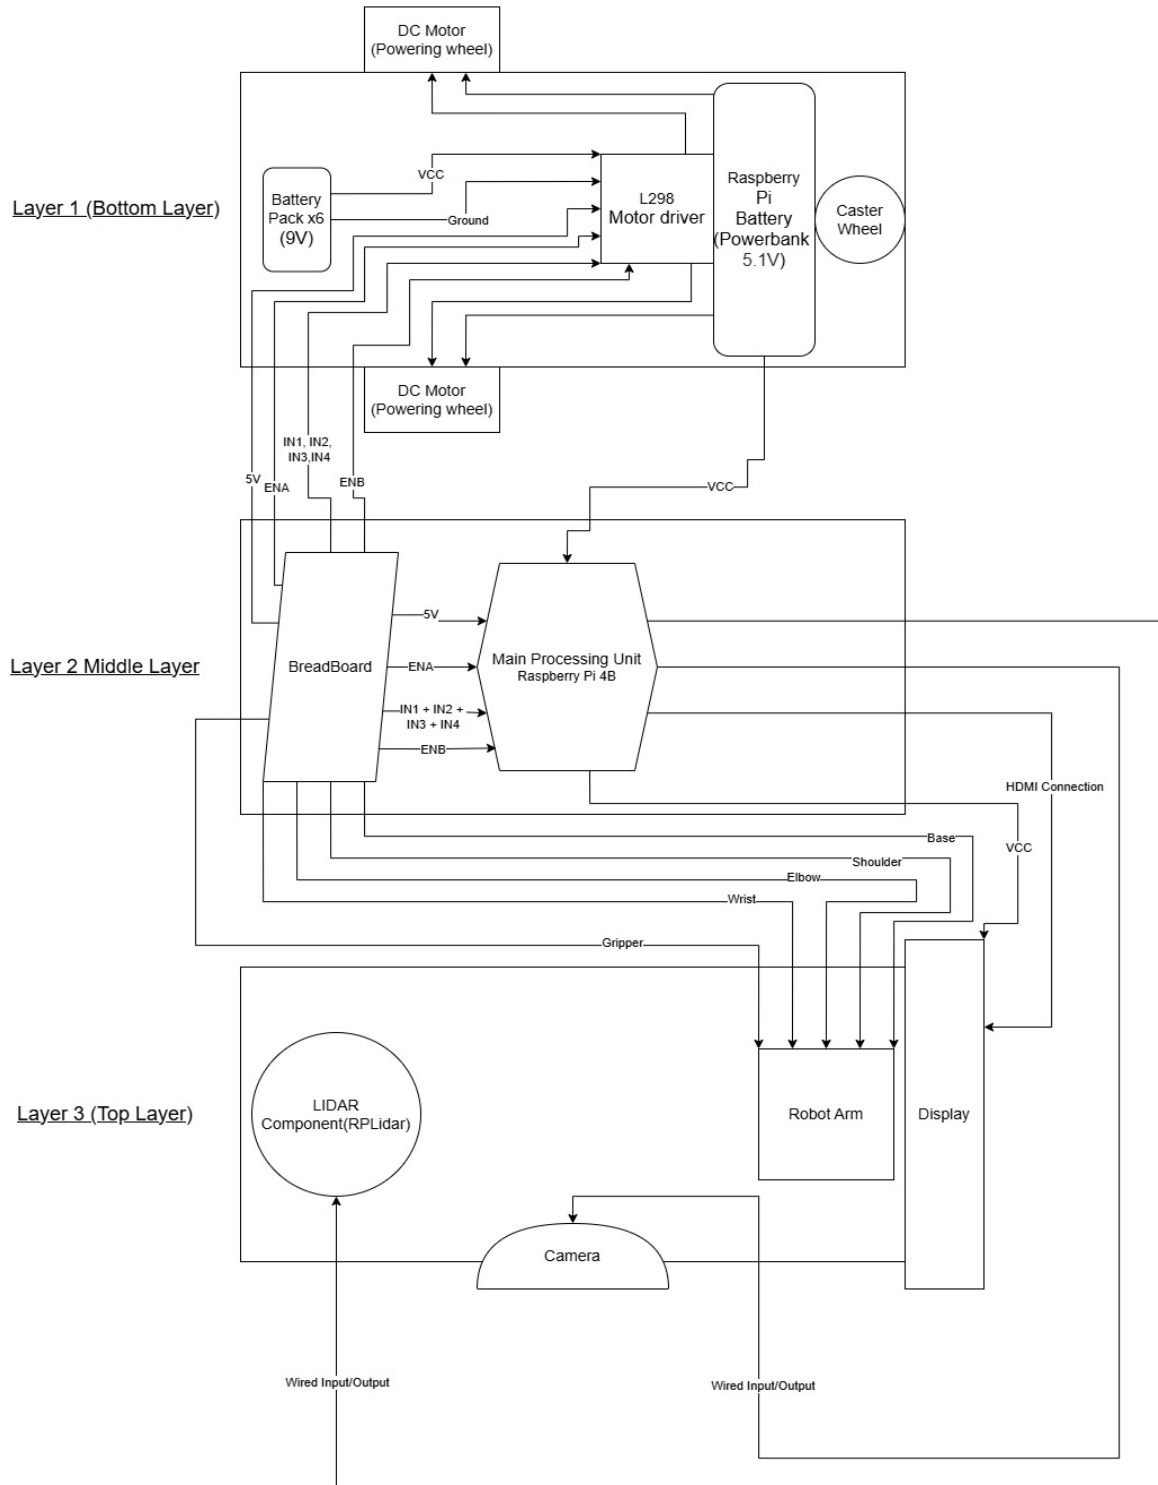 DC Motor
(Powering wheel)
Layer 1 (Bottom Layer)
Battery
Pack x6
(9V)
VCC
Ground
L298
Motor driver
Raspberry
Pi
Battery
(Powerbank
5.1V)
Caster
Wheel
DC Motor
(Powering wheel)
IN1, IN2,
IN3,IN4
5V
ENA
ENB
VCC
Layer 2 Middle Layer
BreadBoard
5V
ENA
IN1 + IN2 +
IN3 + IN4
ENB
Main Processing Unit
Raspberry Pi 4B
HDMI Connection
VCC
Base
Shoulder
Elbow
Wrist
Gripper
Layer 3 (Top Layer)
LIDAR
Component(RPLidar)
Robot Arm
Display
Camera
Wired Input/Output
Wired Input/Output